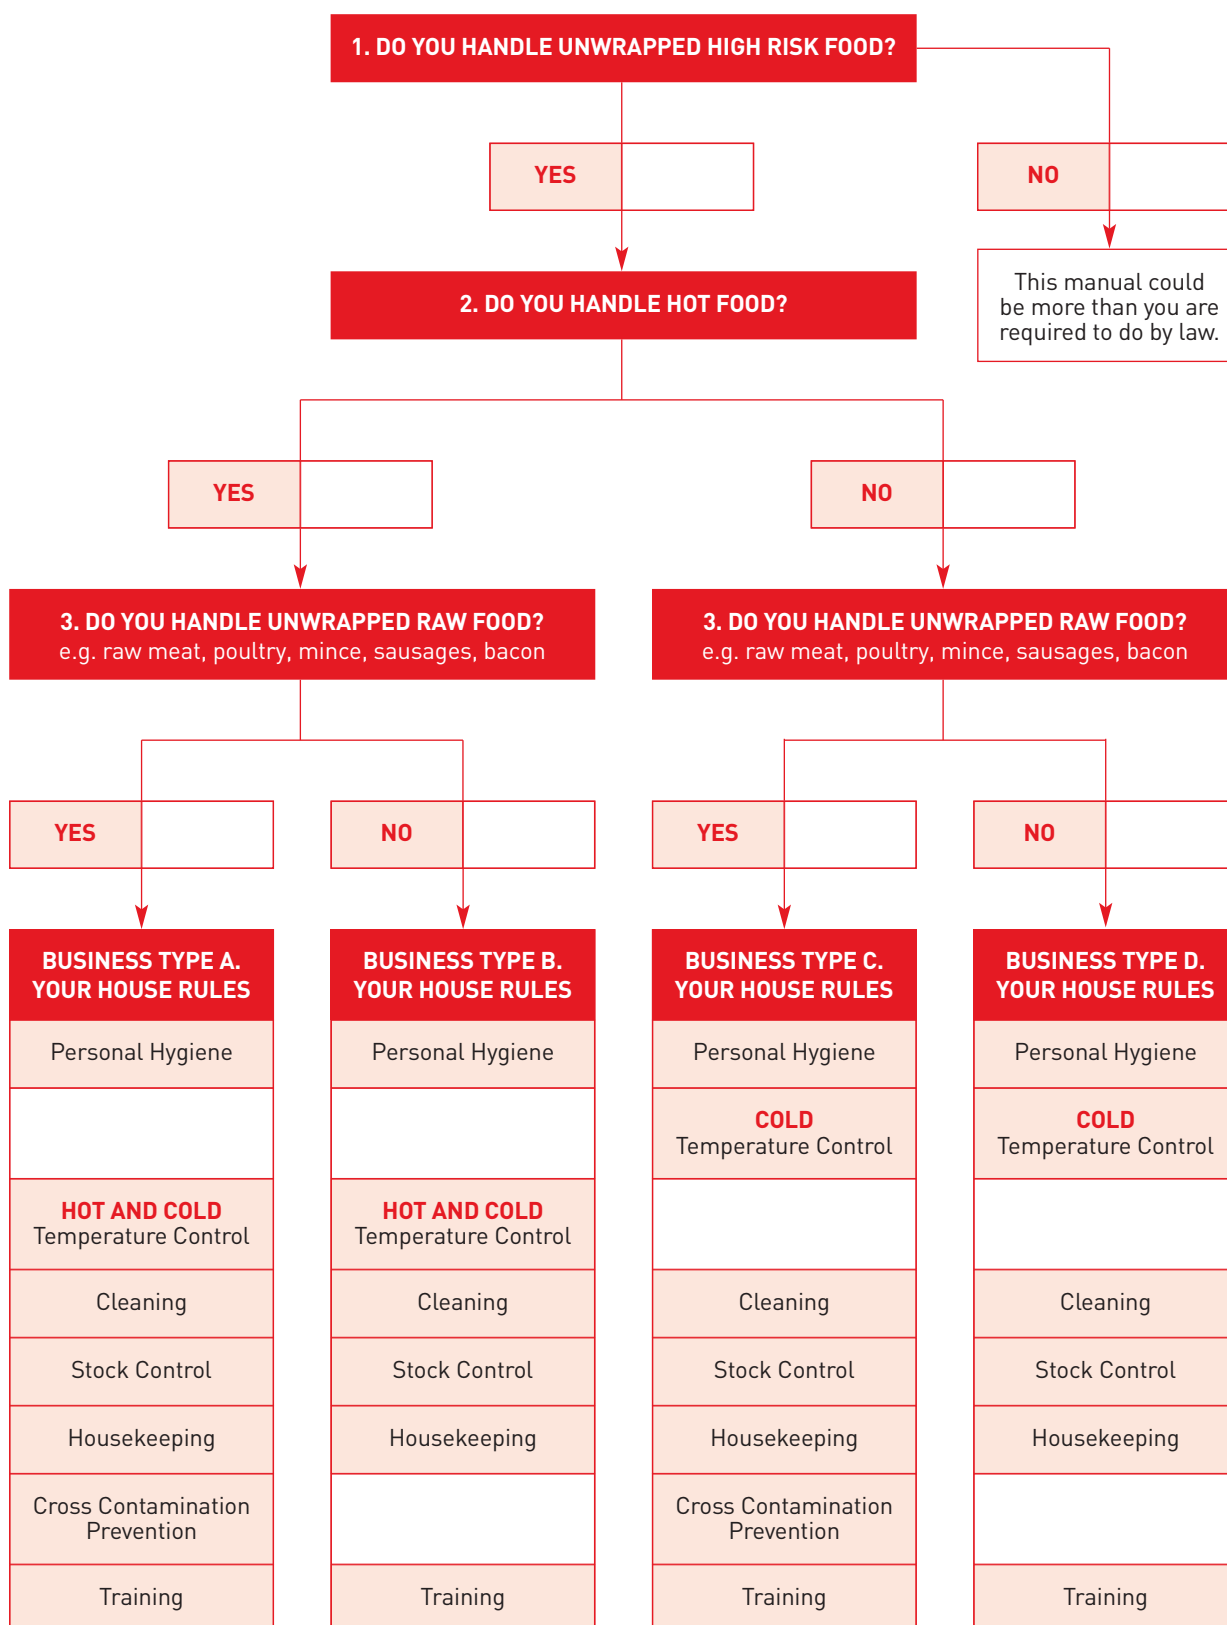 1. DO YOU HANDLE UNWRAPPED HIGH RISK FOOD?
YES
NO
This manual could
be more than you are
required to do by law.
2. DO YOU HANDLE HOT FOOD?
YES
NO
3. DO YOU HANDLE UNWRAPPED RAW FOOD?
e.g. raw meat, poultry, mince, sausages, bacon
3. DO YOU HANDLE UNWRAPPED RAW FOOD?
e.g. raw meat, poultry, mince, sausages, bacon
YES
NO
YES
NO
BUSINESS TYPE A.
YOUR HOUSE RULES
Personal Hygiene
HOT AND COLD
Temperature Control
Cleaning
Stock Control
Housekeeping
Cross Contamination
Prevention
Training
BUSINESS TYPE B.
YOUR HOUSE RULES
Personal Hygiene
HOT AND COLD
Temperature Control
Cleaning
Stock Control
Housekeeping
Training
BUSINESS TYPE C.
YOUR HOUSE RULES
Personal Hygiene
COLD
Temperature Control
Cleaning
Stock Control
Housekeeping
Cross Contamination
Prevention
Training
BUSINESS TYPE D.
YOUR HOUSE RULES
Personal Hygiene
COLD
Temperature Control
Cleaning
Stock Control
Housekeeping
Training